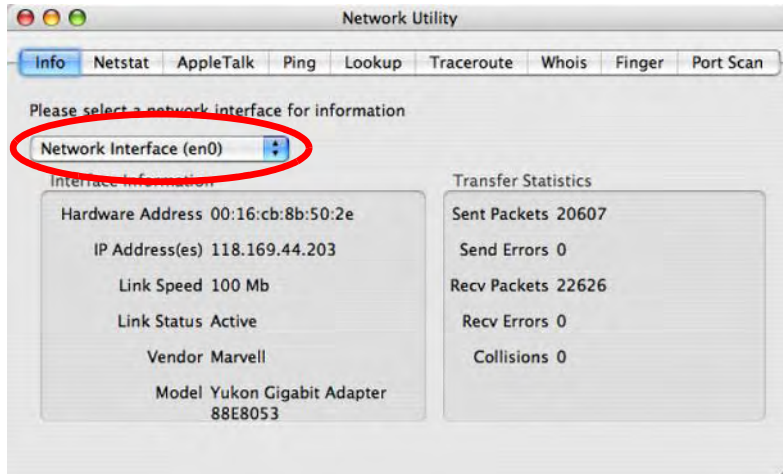 Network Utility
Info Netstat AppleTalk Ping Lookup Traceroute Whois Finger Port Scan
Please select a network interface for information
Network Interface (en0)
Interface Information
Hardware Address 00:16:cb:8b:50:2e
IP Address(es) 118.169.44.203
Link Speed 100 Mb
Link Status Active
Vendor Marvell
Model Yukon Gigabit Adapter
88E8053
Transfer Statistics
Sent Packets 20607
Send Errors 0
Recv Packets 22626
Recv Errors 0
Collisions 0